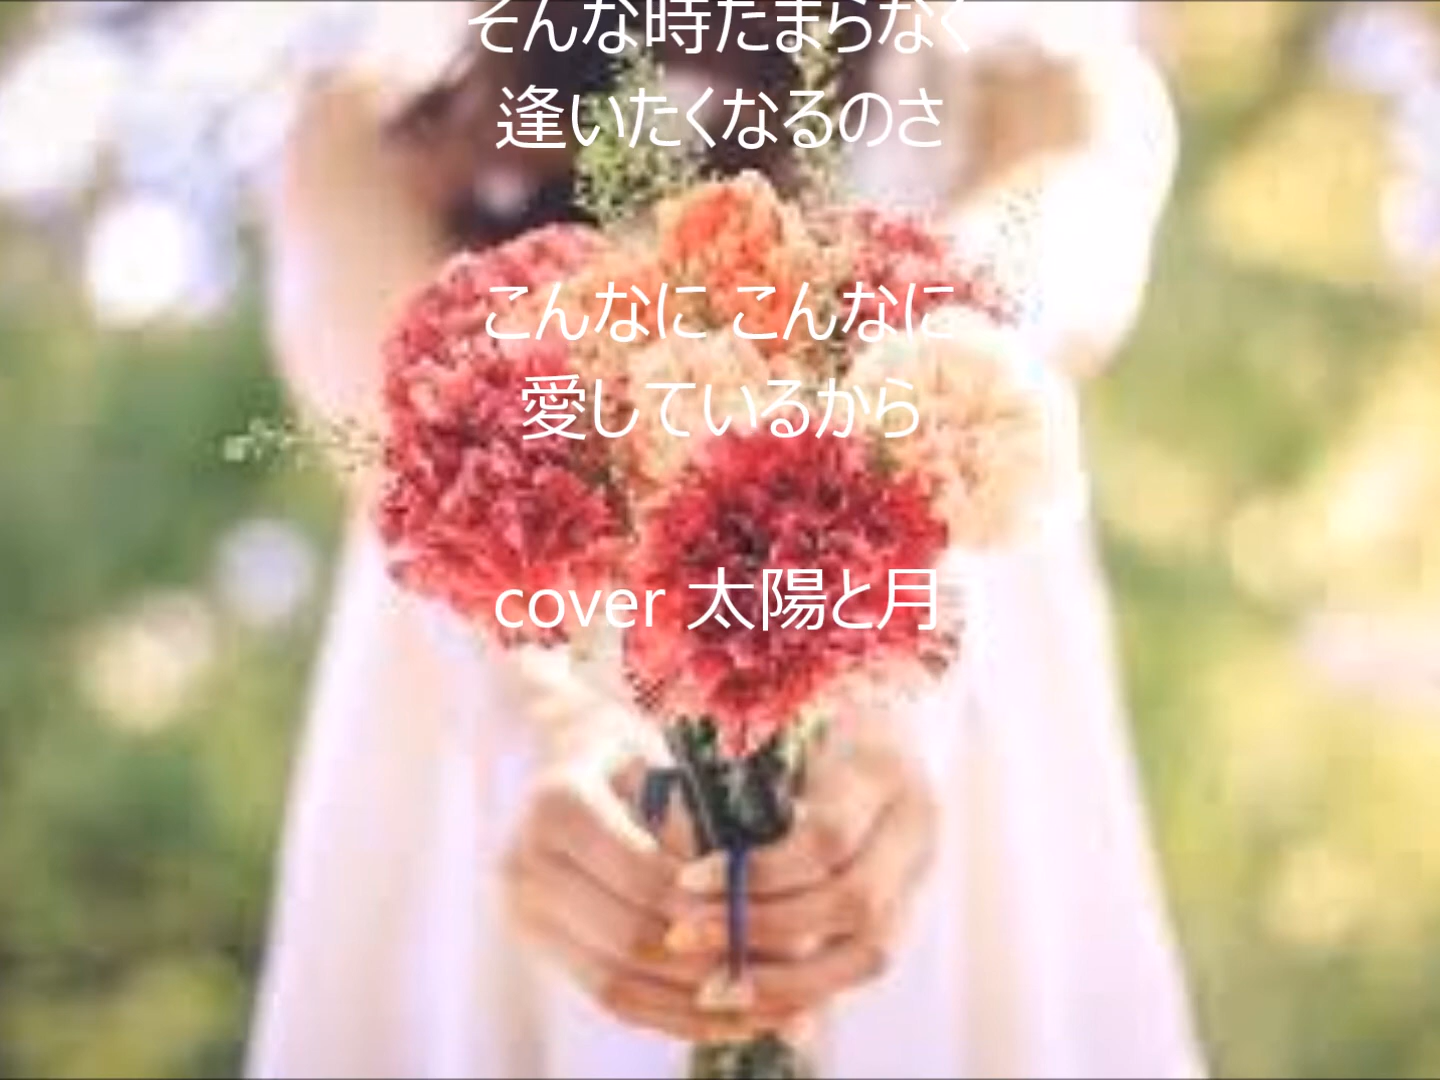 そんな時たまらなく
逢いたくなるのさ
こんなに こんなに
愛しているから
cover 太陽と月